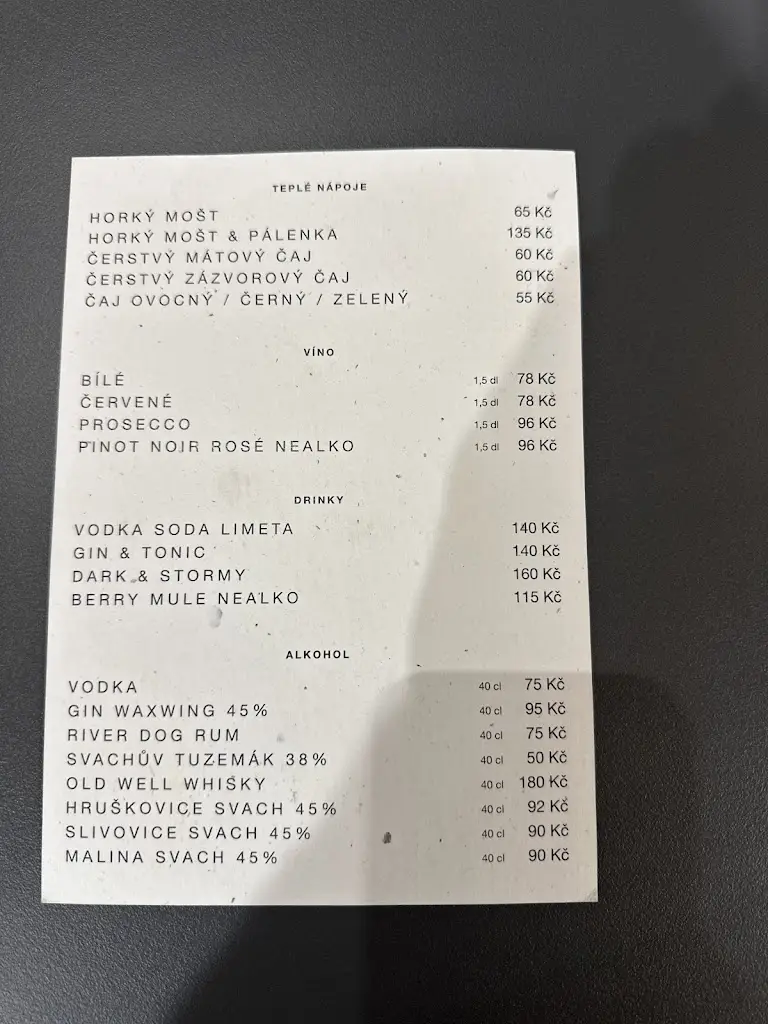 TEPLÉ NÁPOJE
HORKÝ MOŠT 65 Kč
HORKÝ MOŠT & PÁLENKA 135 Kč
ČERSTVÝ MÁTOVÝ ČAJ 60 Kč
ČERSTVÝ ZÁZVOROVÝ ČAJ 60 Kč
ČAJ OVOCNÝ / ČERNÝ / ZELENÝ 55 Kč
VÍNO
BÍLÉ 1,5 dl 78 Kč
ČERVENÉ 1,5 dl 78 Kč
PROSECCO 1,5 dl 96 Kč
PINOT NOIR ROSÉ NEALKO 1,5 dl 96 Kč
DRINKY
VODKA SODA LIMETA 140 Kč
GIN & TONIC 140 Kč
DARK & STORMY 160 Kč
BERRY MULE NEALKO 115 Kč
ALKOHOL
VODKA 40 cl 75 Kč
GIN WAXWING 45% 40 cl 95 Kč
RIVER DOG RUM 40 cl 75 Kč
SVACHŮV TUZEMÁK 38% 40 cl 50 Kč
OLD WELL WHISKY 40 cl 180 Kč
HRUŠKOVICE SVACH 45% 40 cl 92 Kč
SLIVOVICE SVACH 45% 40 cl 90 Kč
MALINA SVACH 45% 40 cl 90 Kč